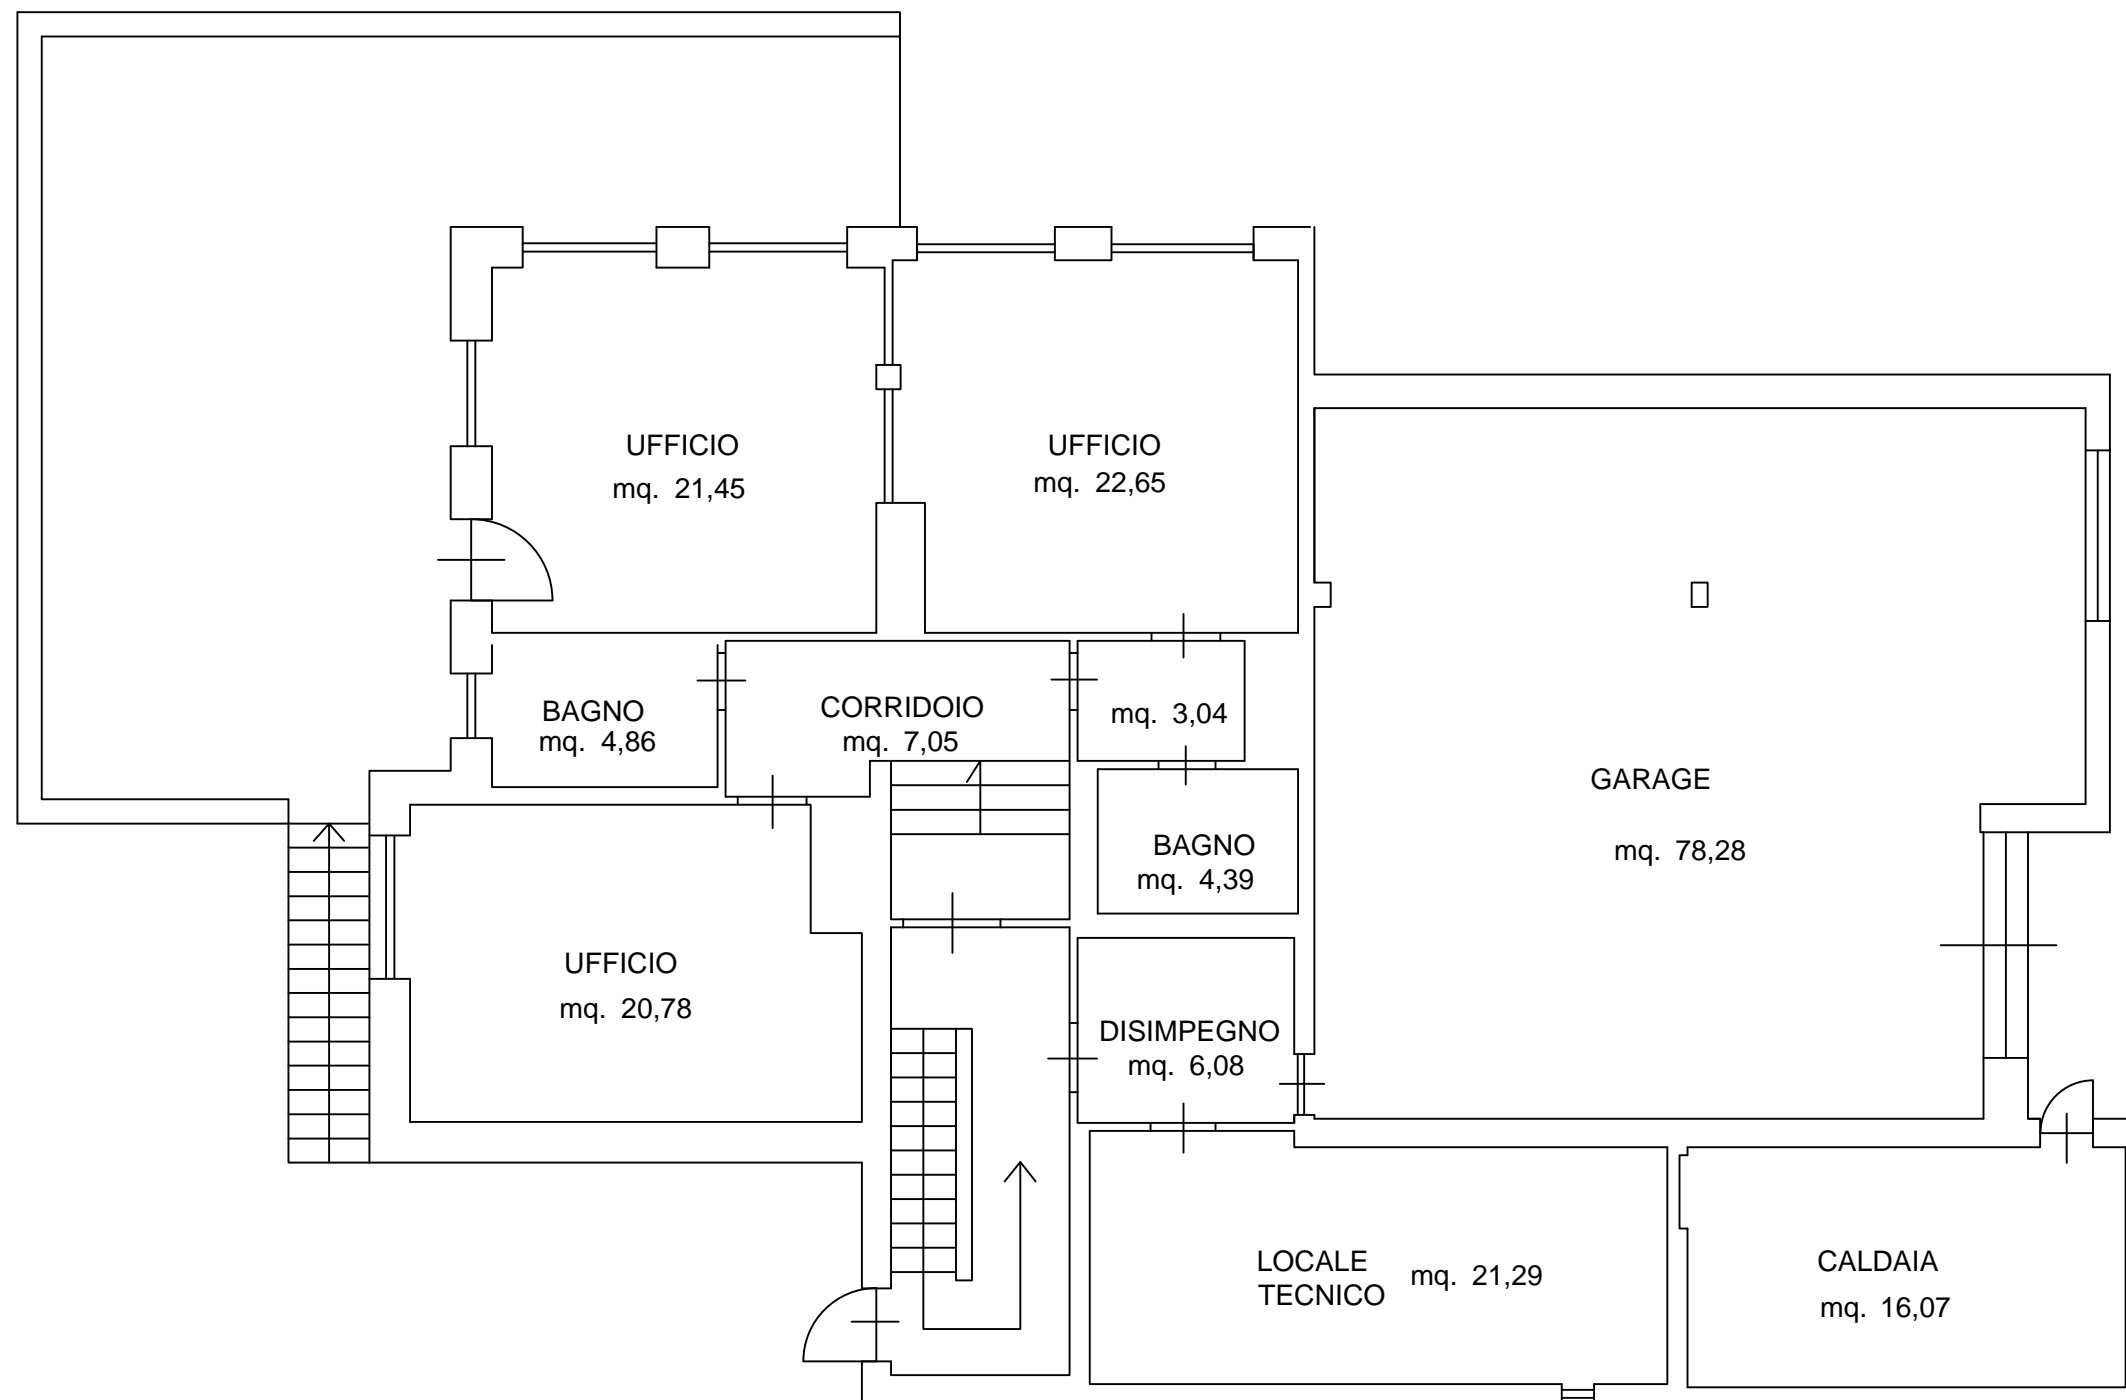 UFFICIO
mq. 21,45
UFFICIO
mq. 22,65
BAGNO
mq. 4,86
CORRIDOIO
mq. 7,05
mq. 3,04
GARAGE
mq. 78,28
BAGNO
mq. 4,39
UFFICIO
mq. 20,78
DISIMPEGNO
mq. 6,08
LOCALE
TECNICO
mq. 21,29
CALDAIA
mq. 16,07